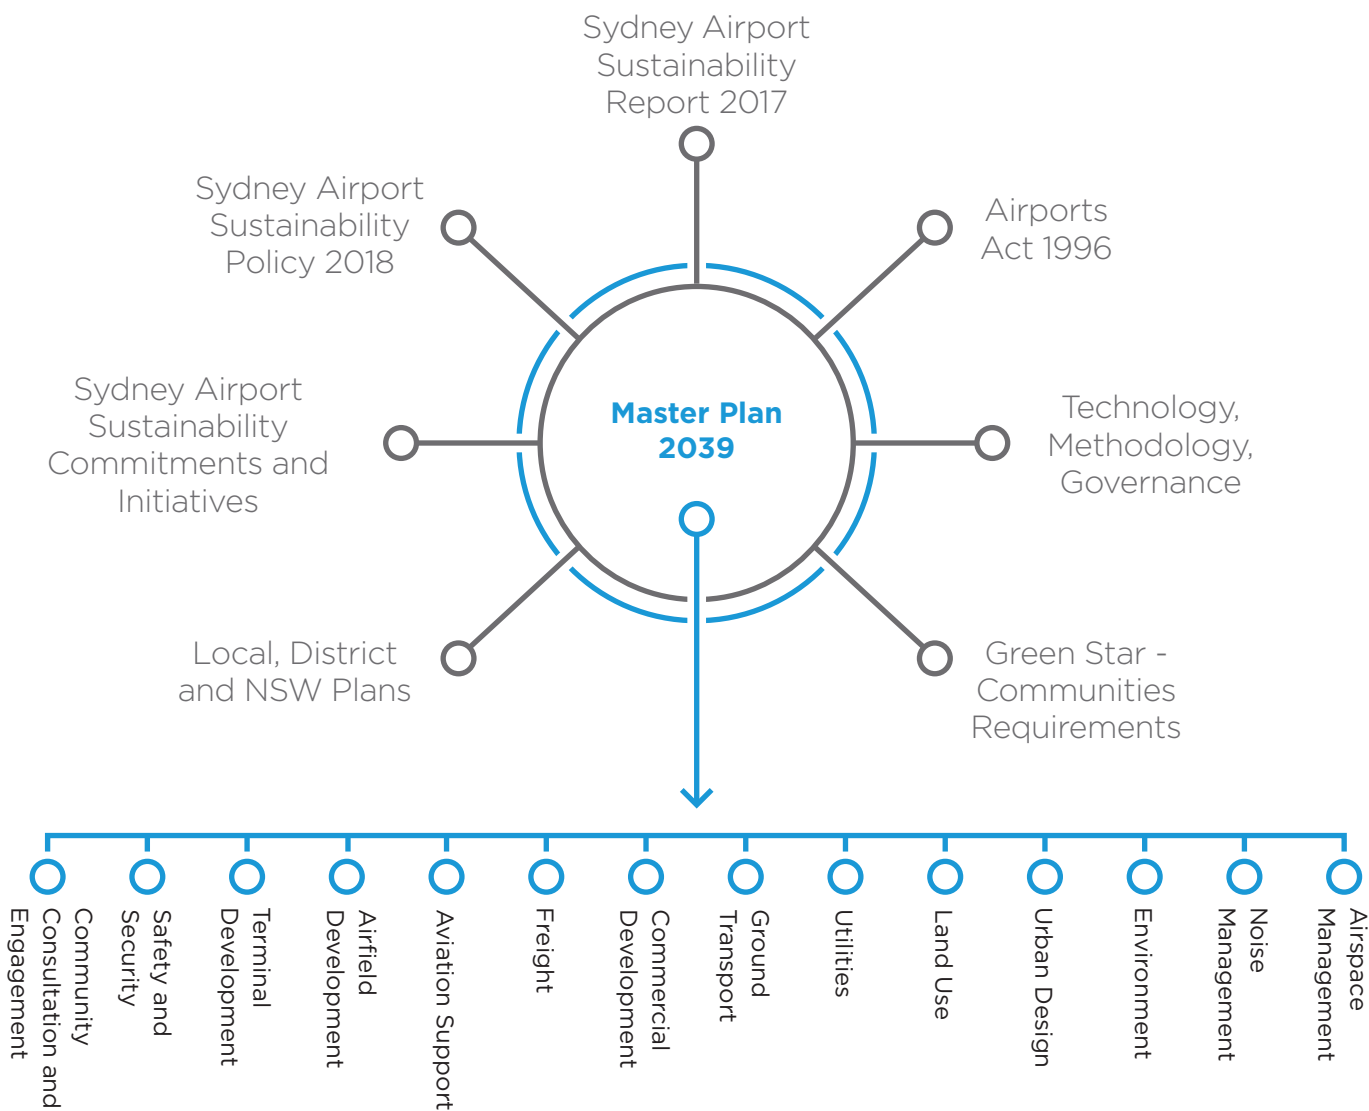 Sydney Airport
Sustainability
Report 2017
Sydney Airport
Sustainability
Policy 2018
Airports
Act 1996
Sydney Airport
Sustainability
Commitments and
Initiatives
Master Plan
2039
Technology,
Methodology,
Governance
Local, District
and NSW Plans
Green Star -
Communities
Requirements
Community
Consultation and
Engagement
Safety and
Security
Terminal
Development
Airfield
Development
Aviation Support
Freight
Commercial
Development
Ground
Transport
Utilities
Land Use
Urban Design
Environment
Noise
Management
Airspace
Management